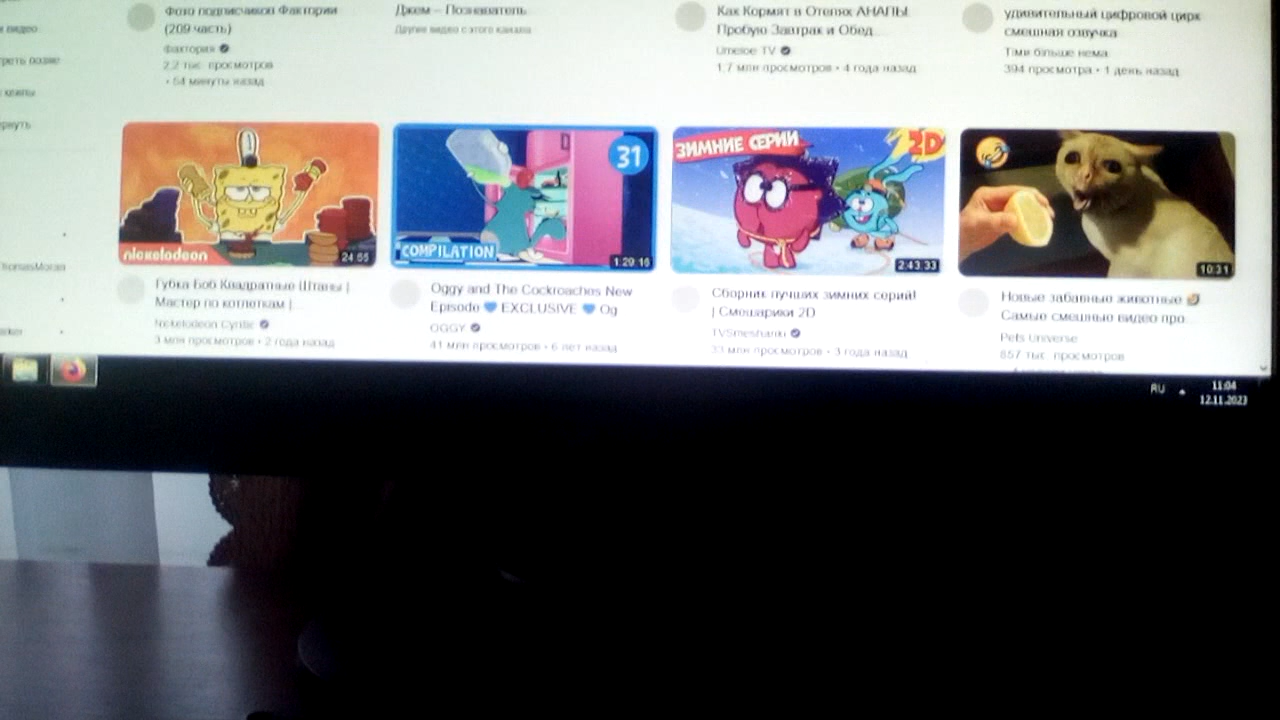 Фото подписчиков Фактории
(209 часть)
Фактория
2,2 тыс. просмотров
• 54 минуты назад
Джем – Познаватель...
Другие видео с этого канала
Как Кормят в Отелях АНАПЫ.
Пробую Завтрак и Обед...
Umeloe TV
1,7 млн просмотров • 4 года назад
удивительный цифровой цирк
смешная озвучка
Тіми більше нема
394 просмотра • 1 день назад
nickelodeon
24:55
Губка Боб Квадратные Штаны |
Мастер по котлетам |...
Nickelodeon Cyrillic
3 млн просмотров • 2 года назад
31
COMPILATION
1:29:16
Oggy and The Cockroaches New
Episode 💙 EXCLUSIVE 💙 Og
OGGY
41 млн просмотров • 6 лет назад
ЗИМНИЕ СЕРИИ
2D
2:43:33
Сборник лучших зимних серий!
| Смешарики 2D
TVSmeshariki
33 млн просмотров • 3 года назад
10:31
Новые забавные животные 🤣
Самые смешные видео про...
Pets Universe
857 тыс. просмотров
RU
11:04
12.11.2023